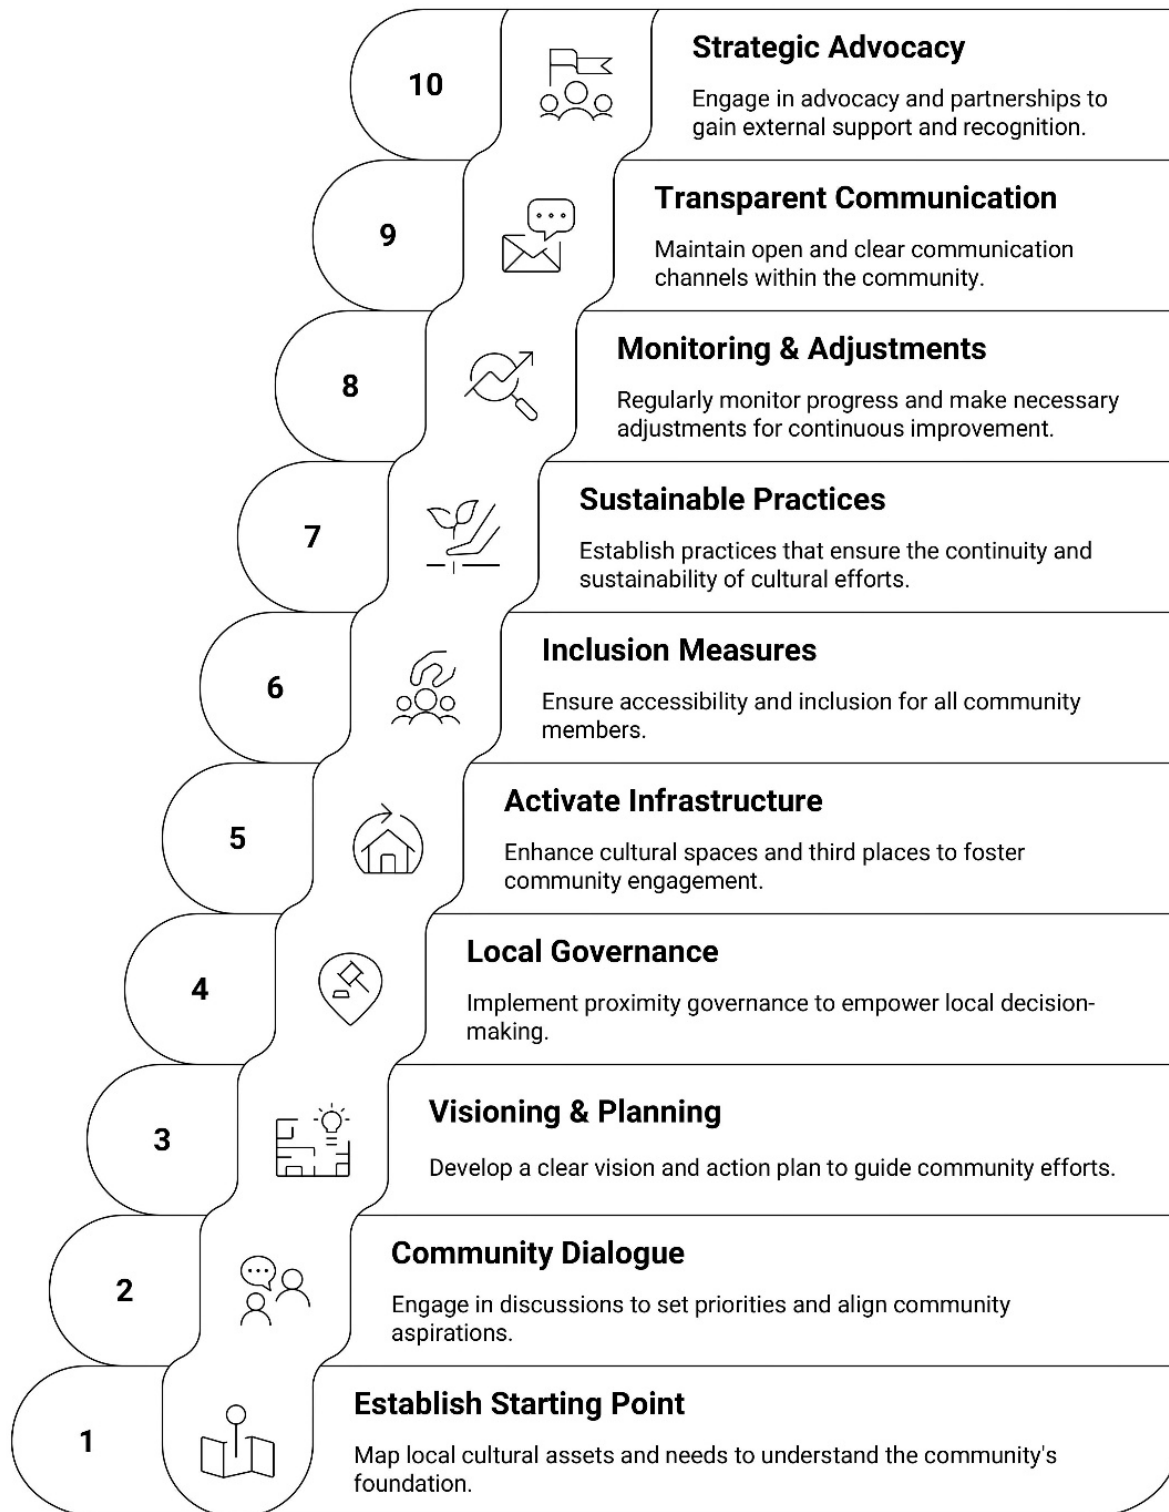 10
Strategic Advocacy
Engage in advocacy and partnerships to
gain external support and recognition.
9
Transparent Communication
Maintain open and clear communication
channels within the community.
8
Monitoring & Adjustments
Regularly monitor progress and make necessary
adjustments for continuous improvement.
7
Sustainable Practices
Establish practices that ensure the continuity and
sustainability of cultural efforts.
6
Inclusion Measures
Ensure accessibility and inclusion for all community
members.
5
Activate Infrastructure
Enhance cultural spaces and third places to foster
community engagement.
4
Local Governance
Implement proximity governance to empower local decision-
making.
3
Visioning & Planning
Develop a clear vision and action plan to guide community efforts.
2
Community Dialogue
Engage in discussions to set priorities and align community
aspirations.
1
Establish Starting Point
Map local cultural assets and needs to understand the community's
foundation.